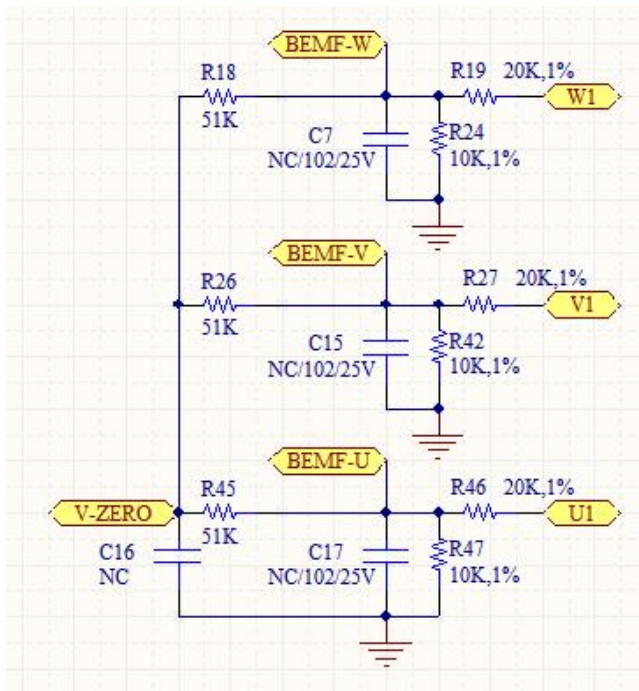 BEMF-W
R18
R19 20K,1%
W1
51K
C7
R24
NC/102/25V
10K,1%
BEMF-V
R26
R27 20K,1%
V1
51K
C15
R42
NC/102/25V
10K,1%
BEMF-U
R45
R46 20K,1%
V-ZERO
U1
51K
C16
C17
R47
NC
NC/102/25V
10K,1%